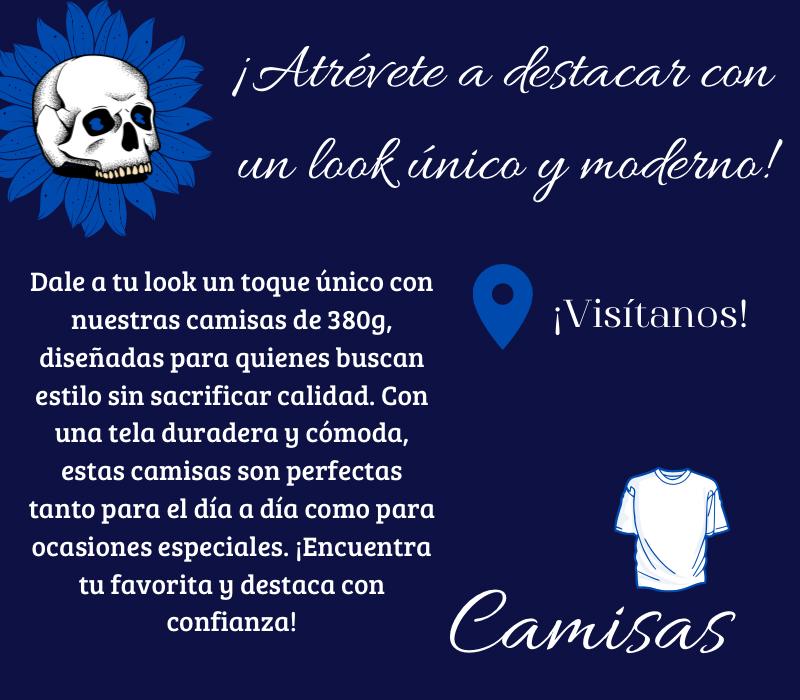 ¡Atrévete a destacar con
un look único y moderno!
Dale a tu look un toque único con
nuestras camisas de 380g,
diseñadas para quienes buscan
estilo sin sacrificar calidad. Con
una tela duradera y cómoda,
estas camisas son perfectas
tanto para el día a día como para
ocasiones especiales. ¡Encuentra
tu favorita y destaca con
confianza!
¡Visítanos!
Camisas